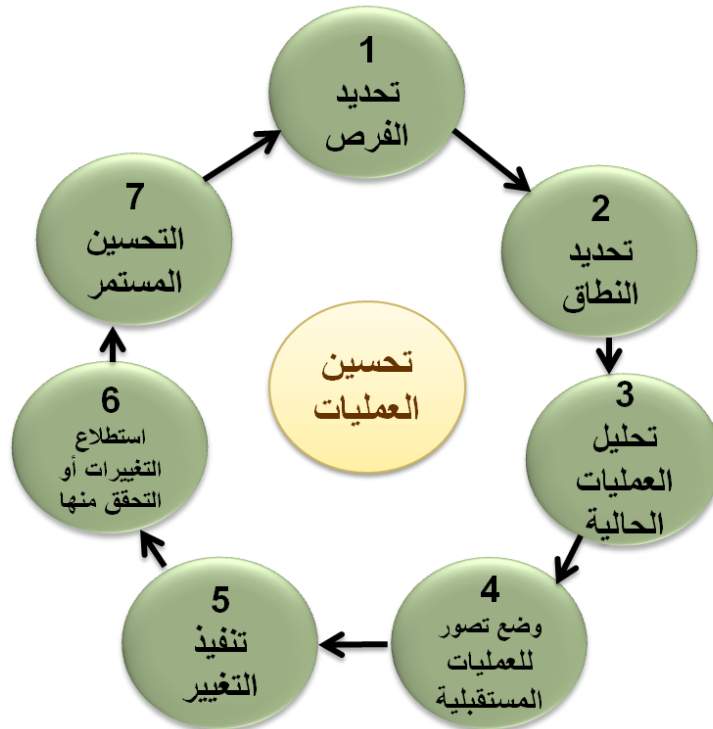 1
تحديد
الفرص
2
تحديد
النطاق
3
تحليل
العمليات
الحالية
4
وضع تصور
للعمليات
المستقبلية
5
تنفيذ
التغيير
6
استطلاع
التغييرات أو
التحقق منها
7
التحسين
المستمر
تحسين
العمليات